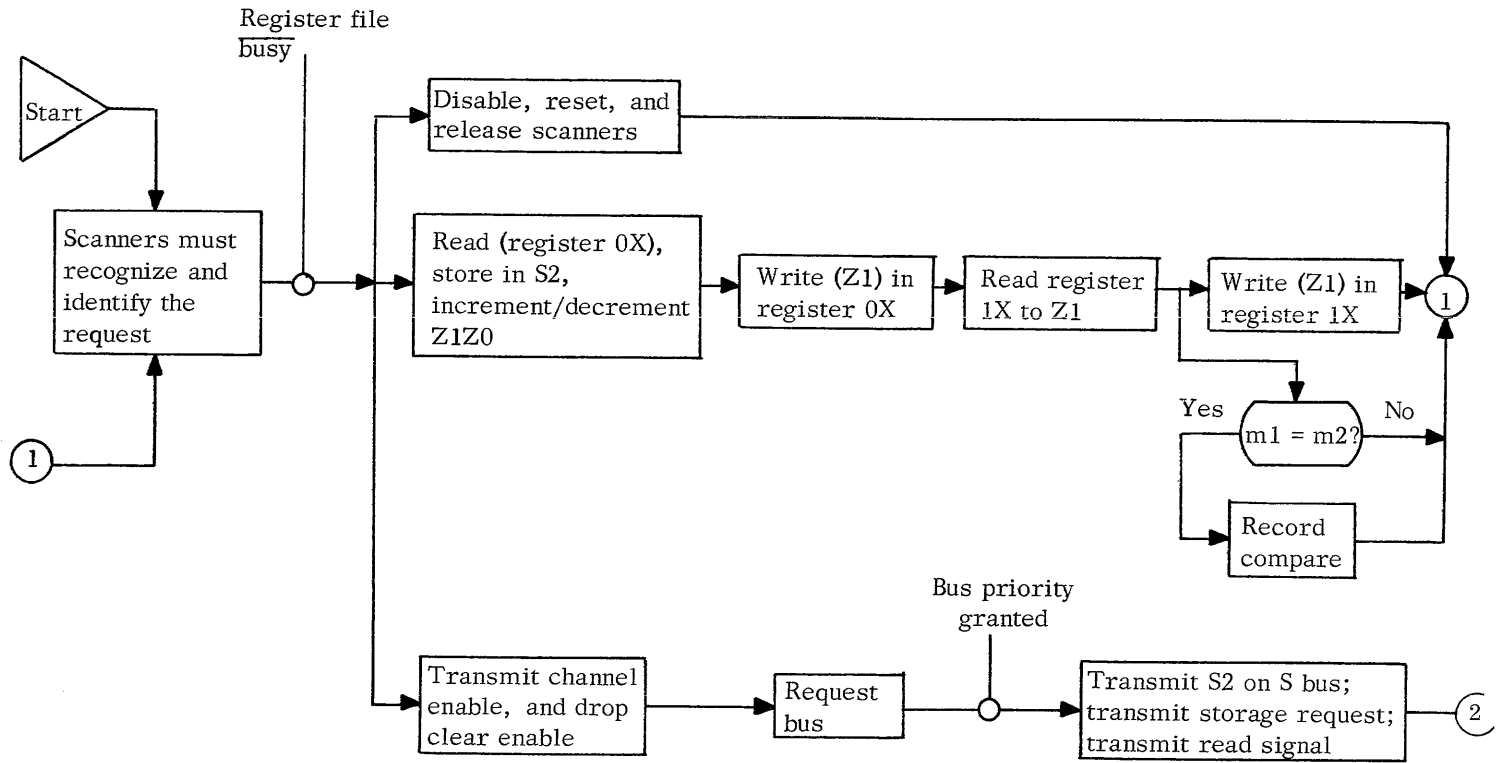 Register file
busy
Start
Disable, reset, and
release scanners
Scanners must
recognize and
identify the
request
Read (register 0X),
store in S2,
increment/decrement
Z1Z0
Write (Z1) in
register 0X
Read register
1X to Z1
Write (Z1) in
register 1X
1
Yes
m1 = m2?
No
1
Record
compare
Bus priority
granted
Transmit channel
enable, and drop
clear enable
Request
bus
Transmit S2 on S bus;
transmit storage request;
transmit read signal
2